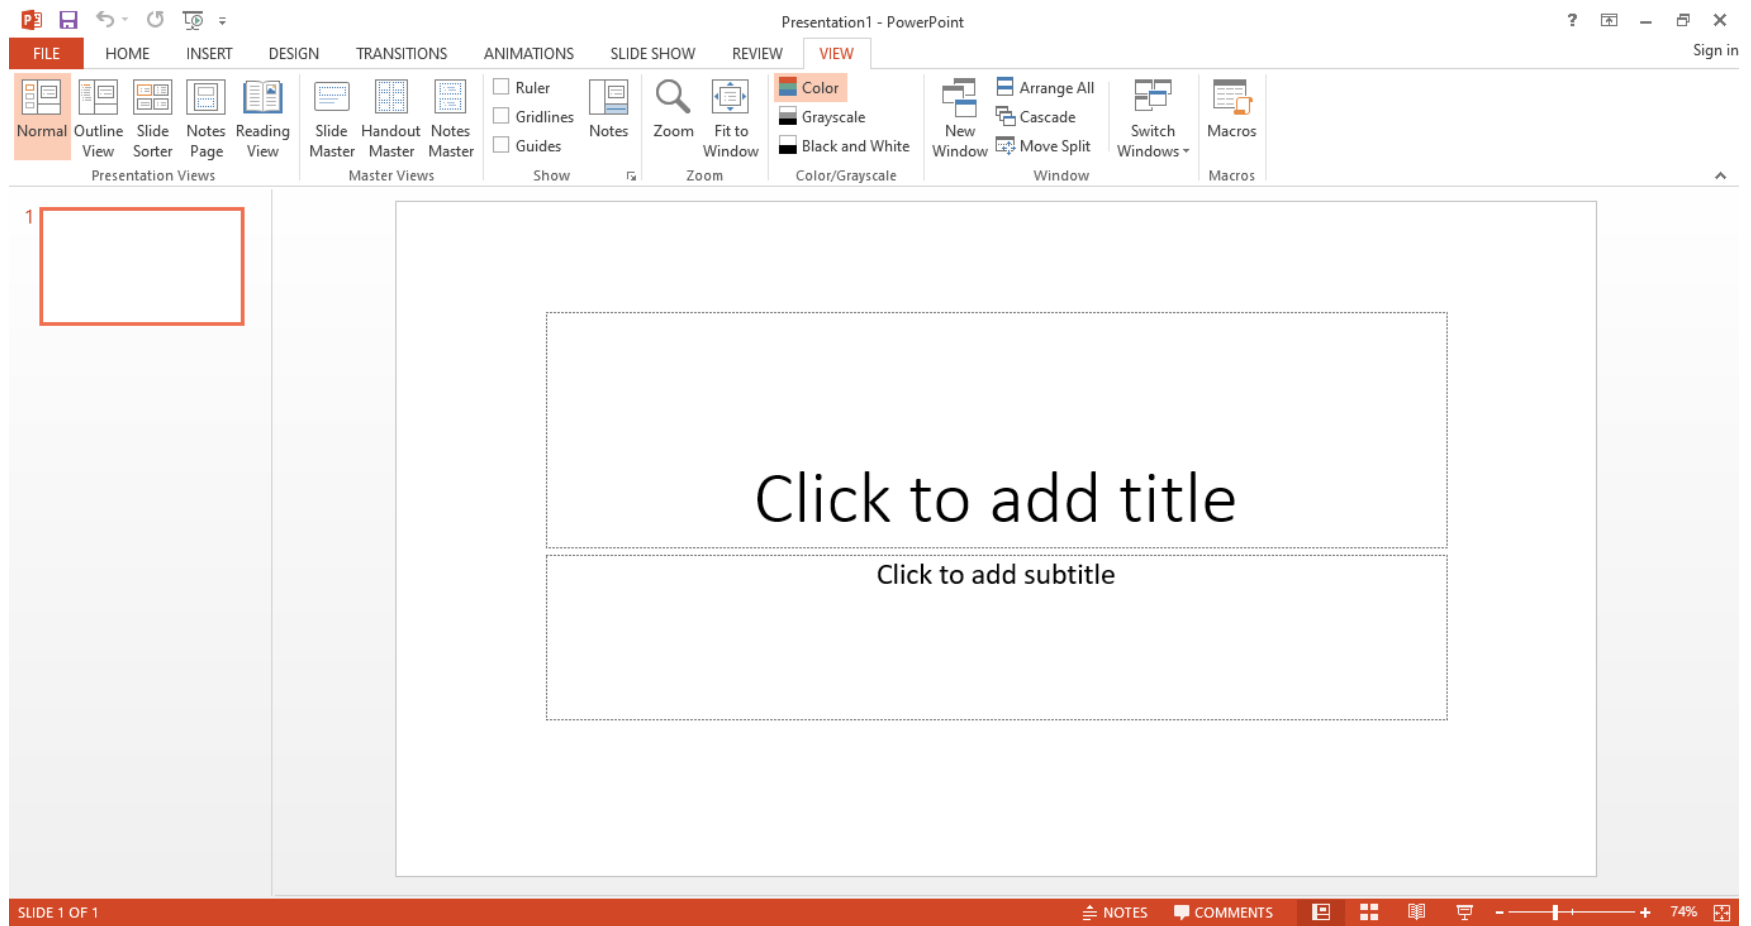 Presentation1 - PowerPoint
?
Sign in
FILE HOME INSERT DESIGN TRANSITIONS ANIMATIONS SLIDE SHOW REVIEW VIEW
Normal
Outline View
Slide Sorter
Notes Page
Reading View
Presentation Views
Slide Master
Handout Master
Notes Master
Master Views
Ruler
Gridlines
Guides
Show
Notes
Zoom
Fit to Window
Zoom
Color
Grayscale
Black and White
Color/Grayscale
New Window
Arrange All
Cascade
Move Split
Window
Switch Windows
Macros
Macros
1
Click to add title
Click to add subtitle
SLIDE 1 OF 1
NOTES
COMMENTS
74%